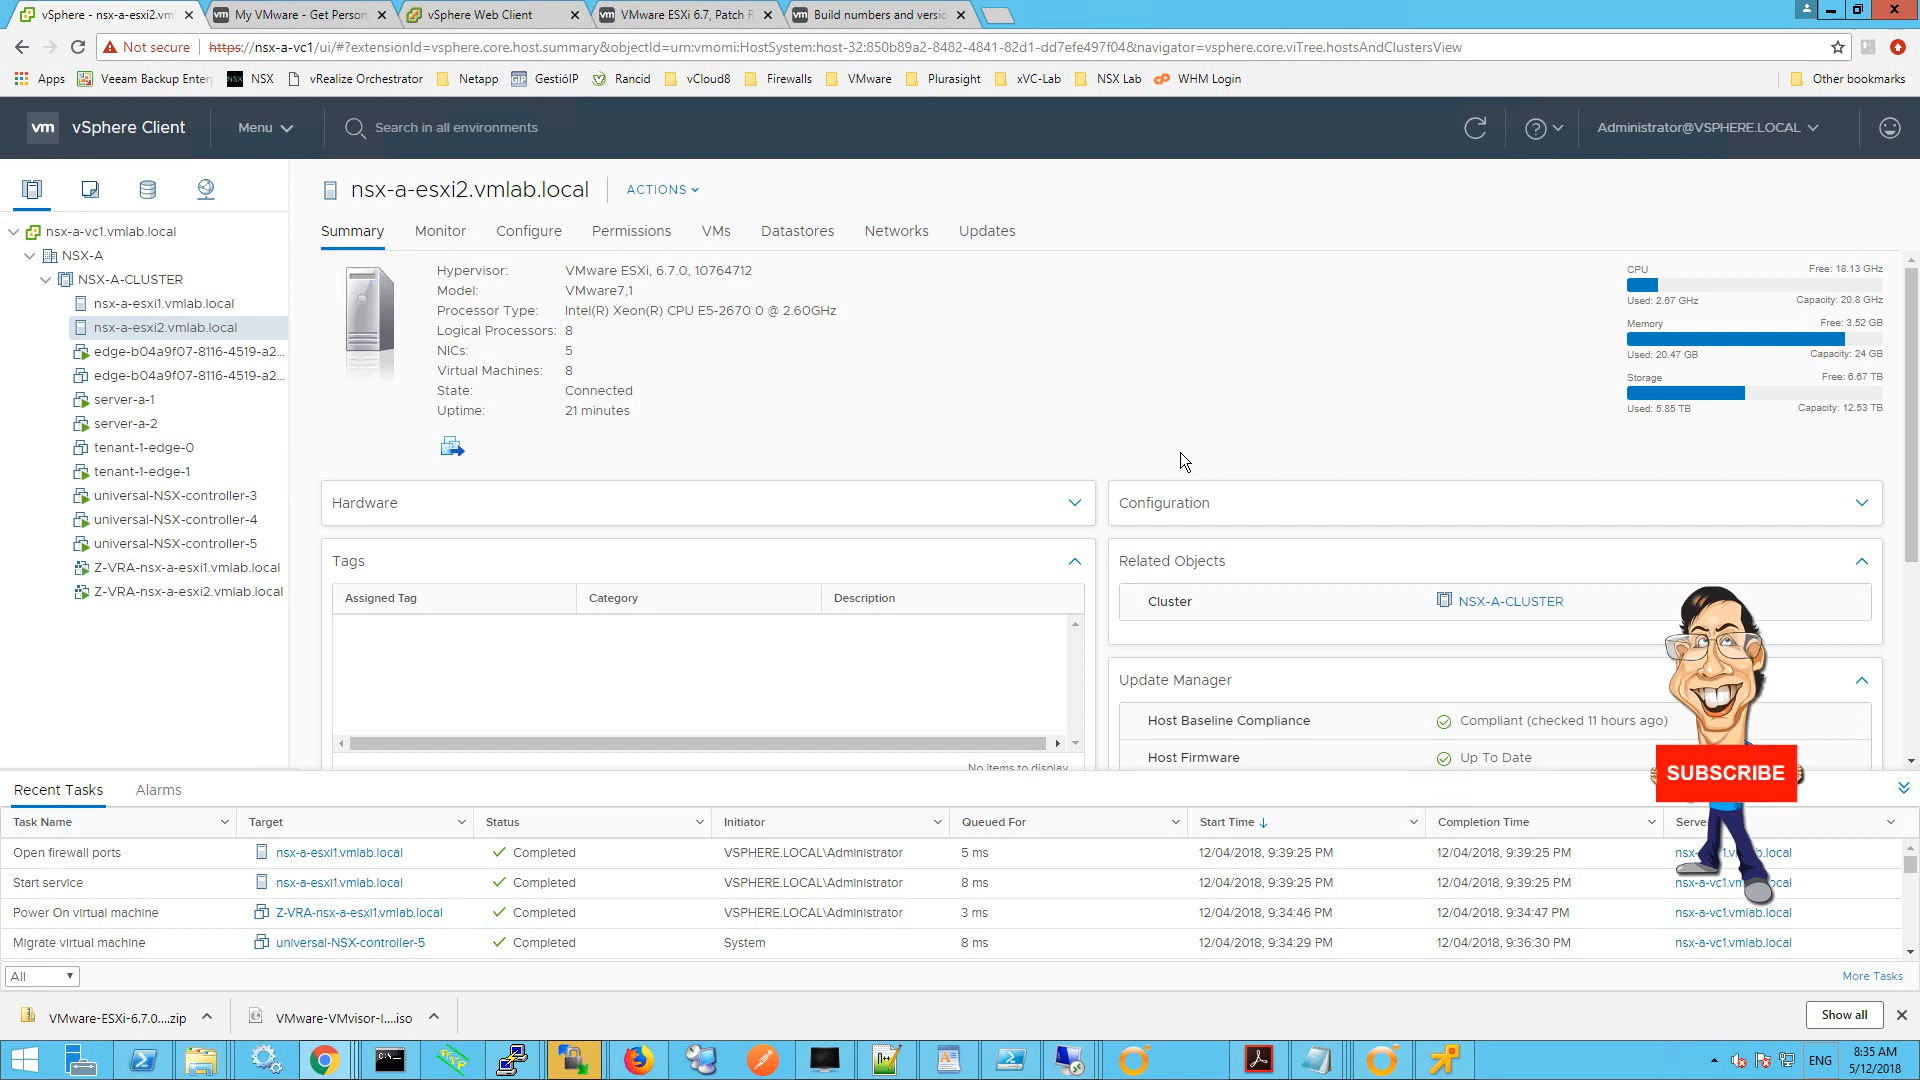 vSphere - nsx-a-esxi2.vml
My VMware - Get Person
vSphere Web Client
VMware ESXi 6.7, Patch R
Build numbers and versio
Not secure
https://nsx-a-vc1/ui/#?extensionId=vsphere.core.host.summary&objectId=urn:vmomi:HostSystem:host-32:850b89a2-8482-4841-82d1-dd7efe497f04&navigator=vsphere.core.viTree.hostsAndClustersView
Apps
Veeam Backup Enter
NSX
vRealize Orchestrator
Netapp
GestióIP
Rancid
vCloud8
Firewalls
VMware
Plurasight
xVC-Lab
NSX Lab
WHM Login
Other bookmarks
vm vSphere Client
Menu
Search in all environments
Administrator@VSPHERE.LOCAL
nsx-a-vc1.vmlab.local
NSX-A
NSX-A-CLUSTER
nsx-a-esxi1.vmlab.local
nsx-a-esxi2.vmlab.local
edge-b04a9f07-8116-4519-a2...
edge-b04a9f07-8116-4519-a2...
server-a-1
server-a-2
tenant-1-edge-0
tenant-1-edge-1
universal-NSX-controller-3
universal-NSX-controller-4
universal-NSX-controller-5
Z-VRA-nsx-a-esxi1.vmlab.local
Z-VRA-nsx-a-esxi2.vmlab.local
nsx-a-esxi2.vmlab.local
ACTIONS
Summary Monitor Configure Permissions VMs Datastores Networks Updates
Hypervisor: VMware ESXi, 6.7.0, 10764712
Model: VMware7,1
Processor Type: Intel(R) Xeon(R) CPU E5-2670 0 @ 2.60GHz
Logical Processors: 8
NICs: 5
Virtual Machines: 8
State: Connected
Uptime: 21 minutes
CPU Free: 18.13 GHz
Used: 2.67 GHz Capacity: 20.8 GHz
Memory Free: 3.52 GB
Used: 20.47 GB Capacity: 24 GB
Storage Free: 6.67 TB
Used: 5.85 TB Capacity: 12.53 TB
Hardware
Configuration
Tags
Assigned Tag Category Description
No items to display
Related Objects
Cluster NSX-A-CLUSTER
Update Manager
Host Baseline Compliance Compliant (checked 11 hours ago)
Host Firmware Up To Date
SUBSCRIBE
Recent Tasks Alarms
Task Name Target Status Initiator Queued For Start Time Completion Time Serve
Open firewall ports nsx-a-esxi1.vmlab.local Completed VSPHERE.LOCAL\Administrator 5 ms 12/04/2018, 9:39:25 PM 12/04/2018, 9:39:25 PM
Start service nsx-a-esxi1.vmlab.local Completed VSPHERE.LOCAL\Administrator 8 ms 12/04/2018, 9:39:25 PM 12/04/2018, 9:39:25 PM nsx-a-vc1.vmlab.local
Power On virtual machine Z-VRA-nsx-a-esxi1.vmlab.local Completed VSPHERE.LOCAL\Administrator 3 ms 12/04/2018, 9:34:46 PM 12/04/2018, 9:34:47 PM nsx-a-vc1.vmlab.local
Migrate virtual machine universal-NSX-controller-5 Completed System 8 ms 12/04/2018, 9:34:29 PM 12/04/2018, 9:36:30 PM nsx-a-vc1.vmlab.local
All
More Tasks
VMware-ESXi-6.7.0....zip
VMware-VMvisor-I....iso
Show all
ENG
8:35 AM
5/12/2018